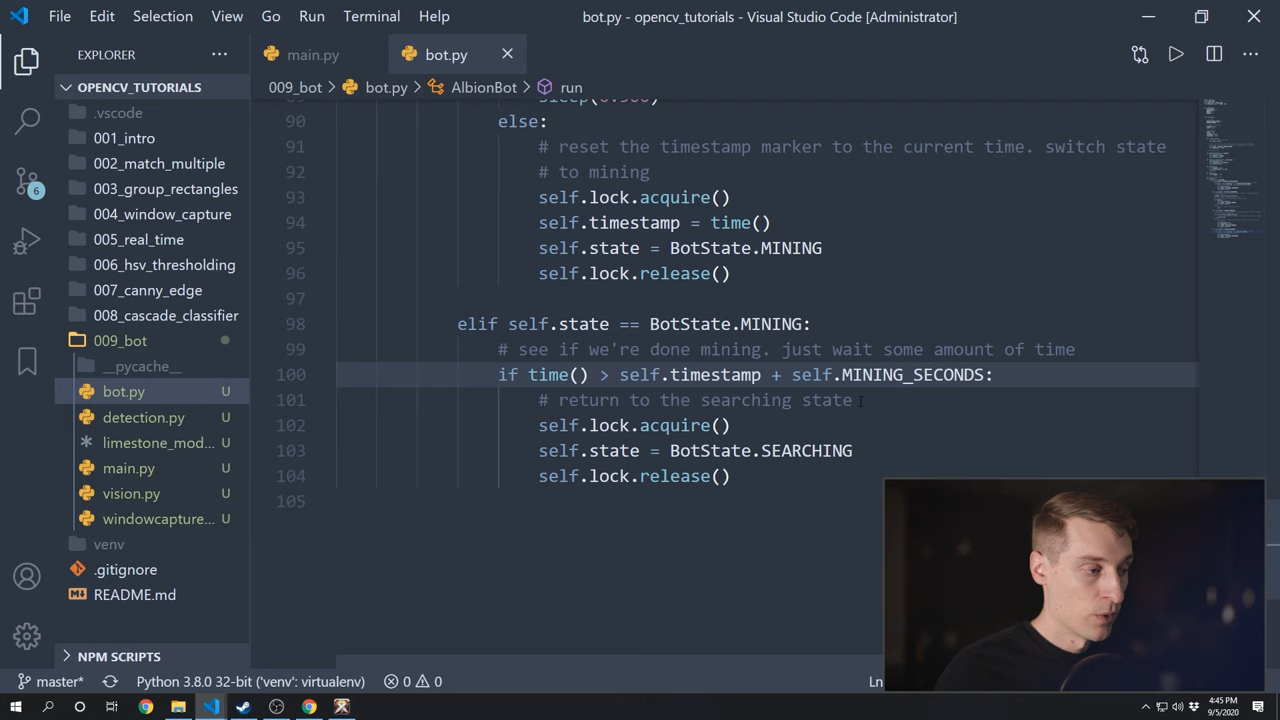 File Edit Selection View Go Run Terminal Help
bot.py - opencv_tutorials - Visual Studio Code [Administrator]
EXPLORER
main.py
bot.py
OPENCV_TUTORIALS
009_bot > bot.py > AlbionBot > run
.vscode
001_intro
002_match_multiple
003_group_rectangles
004_window_capture
005_real_time
006_hsv_thresholding
007_canny_edge
008_cascade_classifier
009_bot
__pycache__
bot.py U
detection.py U
limestone_mod... U
main.py U
vision.py U
windowcapture... U
venv
.gitignore
README.md
NPM SCRIPTS
6
90 else:
91 # reset the timestamp marker to the current time. switch state
92 # to mining
93 self.lock.acquire()
94 self.timestamp = time()
95 self.state = BotState.MINING
96 self.lock.release()
97
98 elif self.state == BotState.MINING:
99 # see if we're done mining. just wait some amount of time
100 if time() > self.timestamp + self.MINING_SECONDS:
101 # return to the searching state
102 self.lock.acquire()
103 self.state = BotState.SEARCHING
104 self.lock.release()
105
master* Python 3.8.0 32-bit ('venv': virtualenv) 0 0 Ln
4:45 PM
9/5/2020